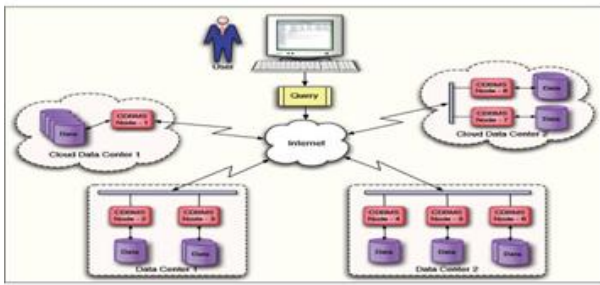 User
Query
Internet
Data
CDBMS
Node - 1
Cloud Data Center 1
CDBMS
Data
CDBMS
Node - 7
Data
Cloud Data Center 2
CDBMS
Node - 2
CDBMS
Node - 3
Data
Data
Data Center 1
CDBMS
Node - 4
CDBMS
Node - 5
CDBMS
Node - 6
Data
Data
Data
Data Center 2